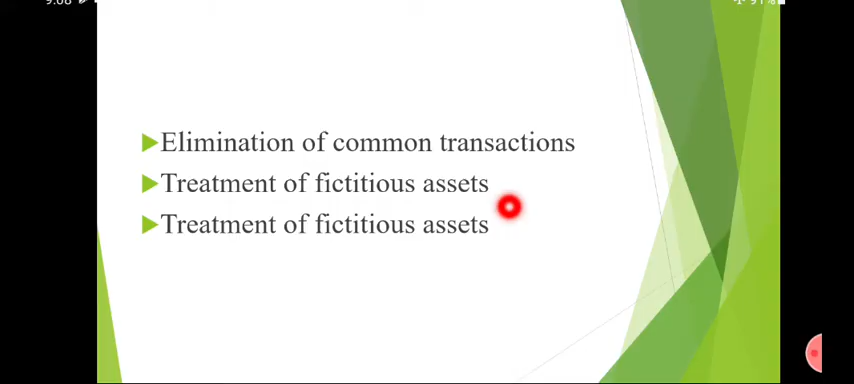 Elimination of common transactions
Treatment of fictitious assets
Treatment of fictitious assets